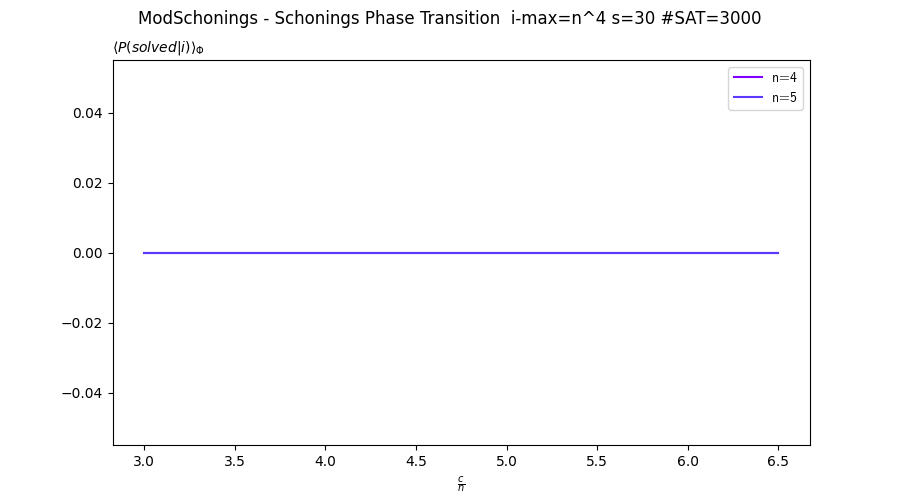 ModSchonings - Schonings Phase Transition i-max=n^4 s=30 #SAT=3000
⟨P(solved|i)⟩Φ
n=4
n=5
0.04
0.02
0.00
−0.02
−0.04
3.0 3.5 4.0 4.5 5.0 5.5 6.0 6.5
c/n